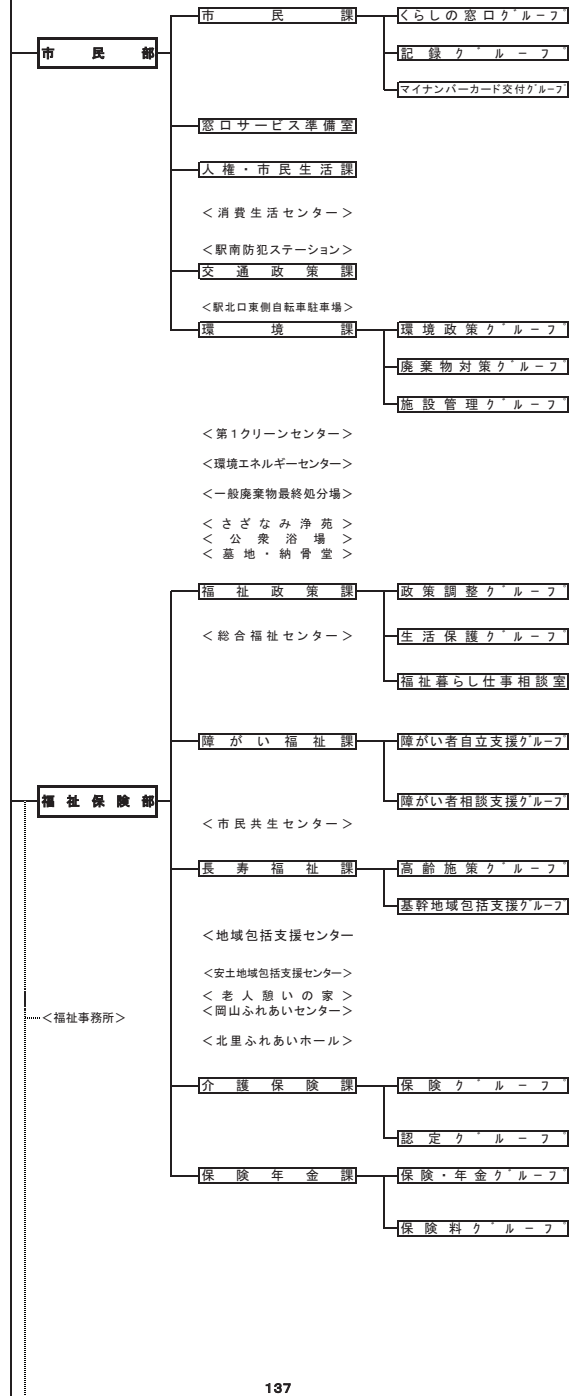 市民課
くらしの窓口ｸﾞﾙｰﾌﾟ
市民部
記録ｸﾞﾙｰﾌﾟ
マイナンバーカード交付ｸﾞﾙｰﾌﾟ
窓口サービス準備室
人権・市民生活課
＜消費生活センター＞
＜駅南防犯ステーション＞
交通政策課
＜駅北口東側自転車駐車場＞
環境課
環境政策ｸﾞﾙｰﾌﾟ
廃棄物対策ｸﾞﾙｰﾌﾟ
施設管理ｸﾞﾙｰﾌﾟ
＜第1クリーンセンター＞
＜環境エネルギーセンター＞
＜一般廃棄物最終処分場＞
＜さざなみ浄苑＞
＜公衆浴場＞
＜墓地・納骨堂＞
福祉政策課
政策調整ｸﾞﾙｰﾌﾟ
＜総合福祉センター＞
生活保護ｸﾞﾙｰﾌﾟ
福祉暮らし仕事相談室
障がい福祉課
障がい者自立支援ｸﾞﾙｰﾌﾟ
福祉保険部
障がい者相談支援ｸﾞﾙｰﾌﾟ
＜市民共生センター＞
長寿福祉課
高齢施策ｸﾞﾙｰﾌﾟ
基幹地域包括支援ｸﾞﾙｰﾌﾟ
＜地域包括支援センター
＜安土地域包括支援センター＞
＜老人憩いの家＞
＜岡山ふれあいセンター＞
＜福祉事務所＞
＜北里ふれあいホール＞
介護保険課
保険ｸﾞﾙｰﾌﾟ
認定ｸﾞﾙｰﾌﾟ
保険年金課
保険・年金ｸﾞﾙｰﾌﾟ
保険料ｸﾞﾙｰﾌﾟ
137